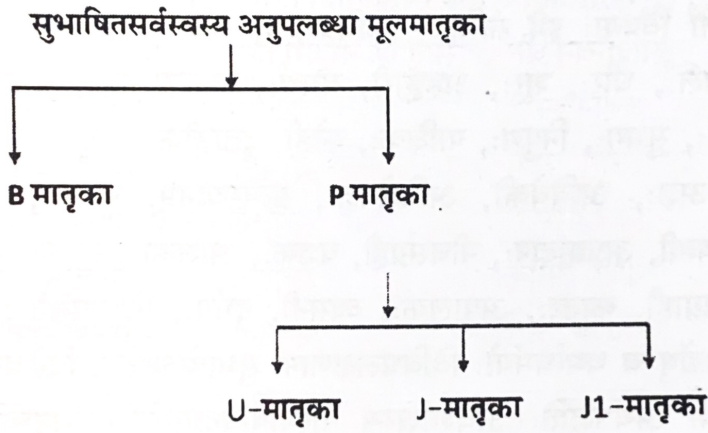 सुभाषितसर्वस्वस्य अनुपलब्धा मूलमातृका
B मातृका P मातृका
U-मातृका J-मातृका J1-मातृका